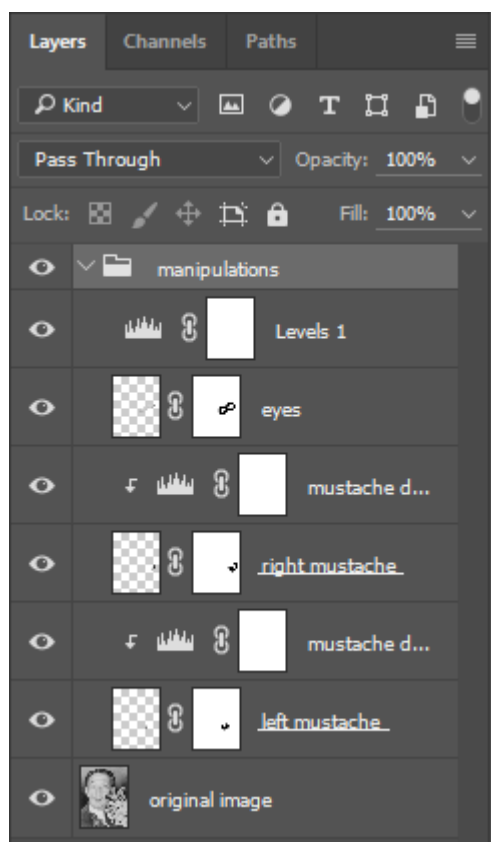 Layers Channels Paths
Kind
Pass Through Opacity: 100%
Lock: Fill: 100%
manipulations
Levels 1
eyes
mustache d...
right mustache
mustache d...
left mustache
original image